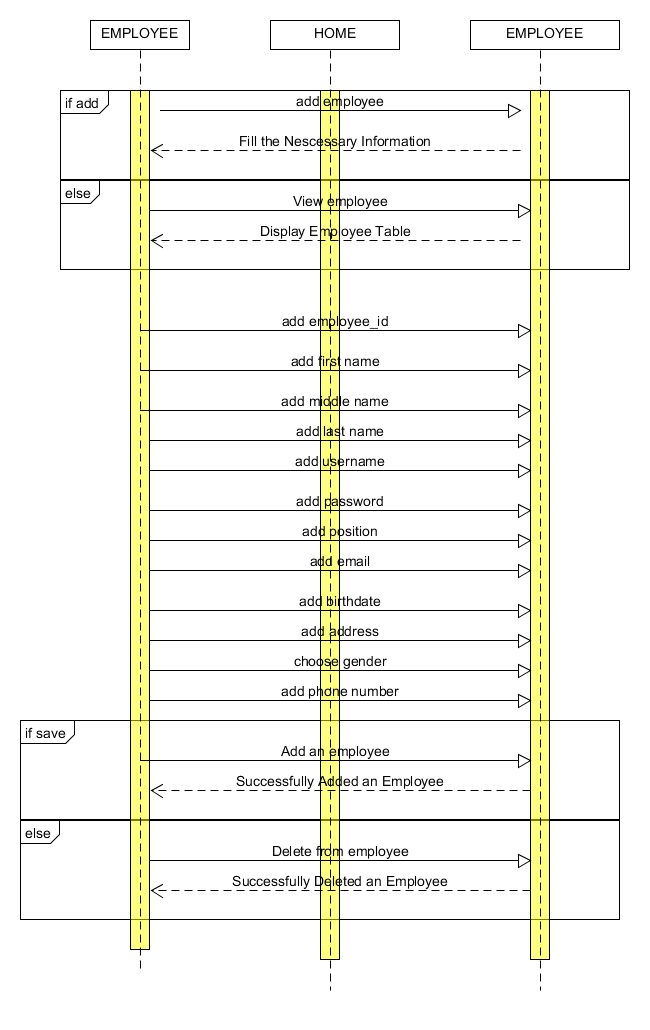 EMPLOYEE
HOME
EMPLOYEE
if add
add employee
Fill the Nescessary Information
else
View employee
Display Employee Table
add employee_id
add first name
add middle name
add last name
add username
add password
add position
add email
add birthdate
add address
choose gender
add phone number
if save
Add an employee
Successfully Added an Employee
else
Delete from employee
Successfully Deleted an Employee